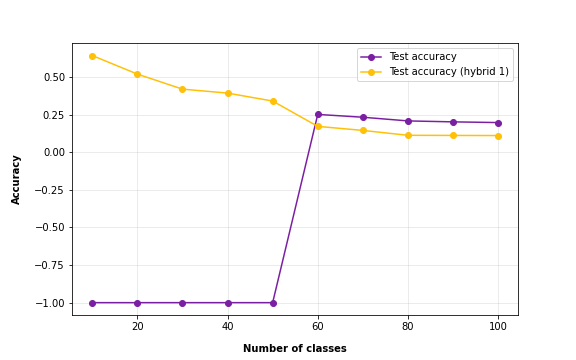 Test accuracy
Test accuracy (hybrid 1)
0.50
0.25
0.00
−0.25
−0.50
−0.75
−1.00
Accuracy
20 40 60 80 100
Number of classes